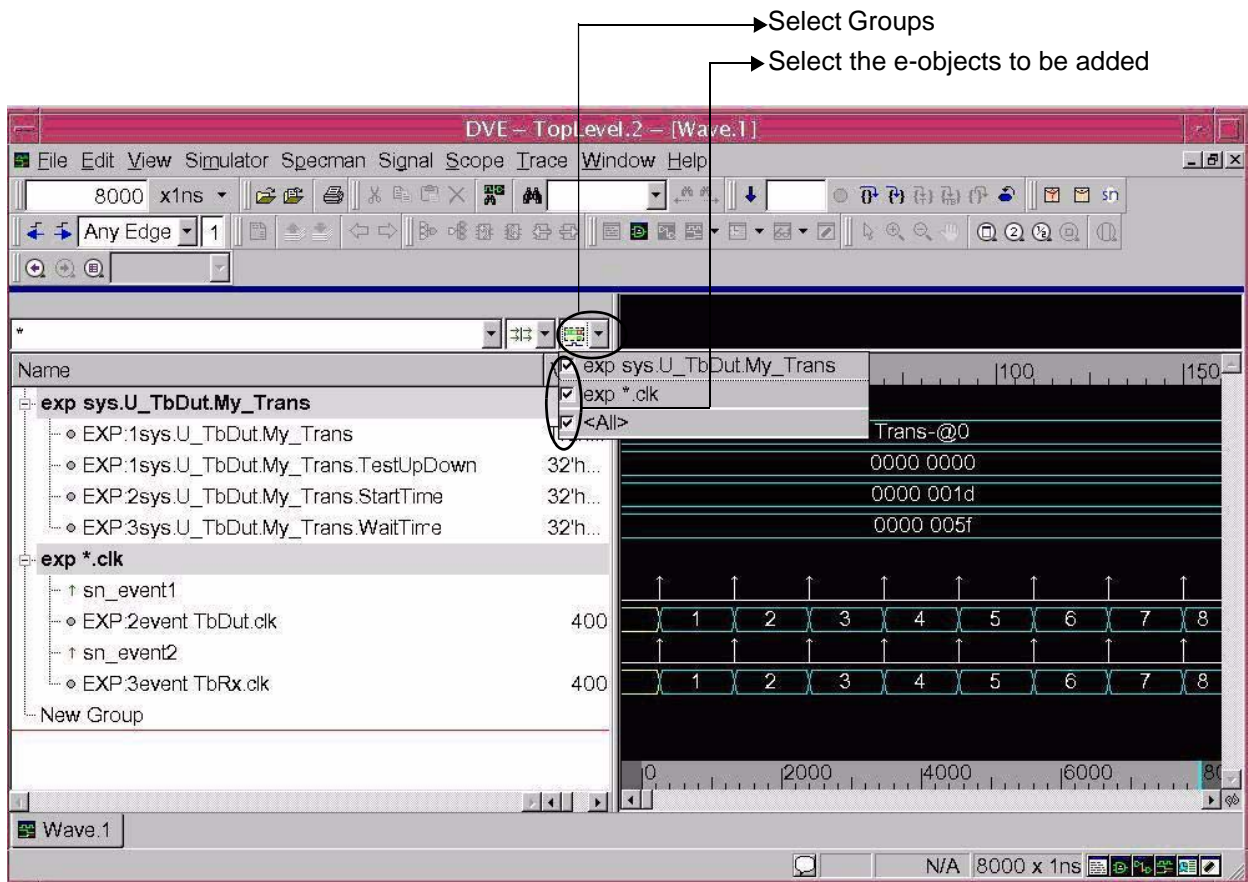 Select Groups
Select the e-objects to be added
DVE – TopLevel.2 – [Wave.1]
File Edit View Simulator Specman Signal Scope Trace Window Help
8000 x1ns
sn
Any Edge 1
*
Name
exp sys.U_TbDut.My_Trans
exp *.clk
<All>
100 150
exp sys.U_TbDut.My_Trans
EXP:1sys.U_TbDut.My_Trans Trans-@0
EXP:1sys.U_TbDut.My_Trans.TestUpDown 32'h... 0000 0000
EXP:2sys.U_TbDut.My_Trans.StartTime 32'h... 0000 001d
EXP:3sys.U_TbDut.My_Trans.WaitTime 32'h... 0000 005f
exp *.clk
sn_event1
EXP:2event TbDut.clk 400 1 2 3 4 5 6 7 8
sn_event2
EXP:3event TbRx.clk 400 1 2 3 4 5 6 7 8
New Group
0 2000 4000 6000
Wave.1
N/A 8000 x 1ns